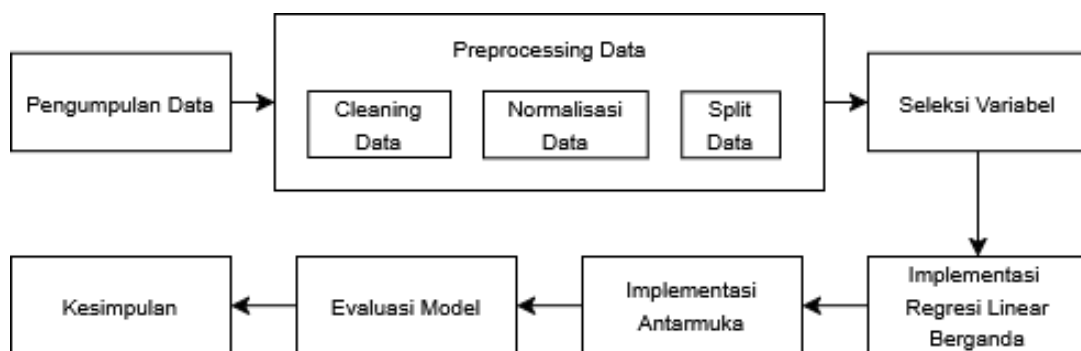 Pengumpulan Data
Preprocessing Data
Cleaning
Data
Normalisasi
Data
Split
Data
Seleksi Variabel
Implementasi
Regresi Linear
Berganda
Implementasi
Antarmuka
Evaluasi Model
Kesimpulan